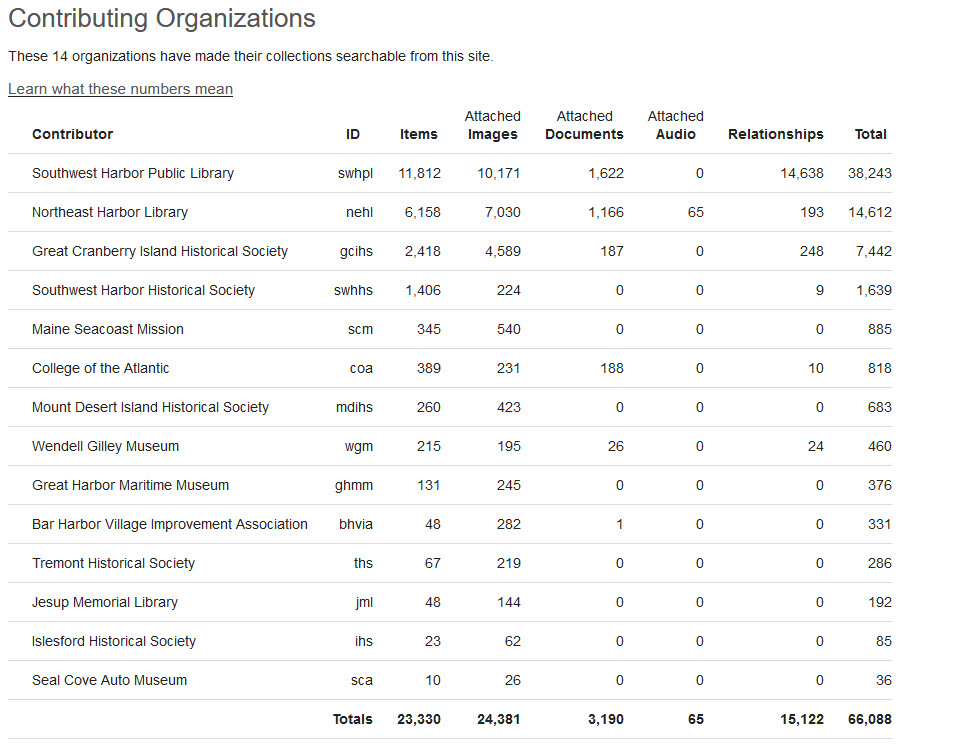 Contributing Organizations
These 14 organizations have made their collections searchable from this site.
Learn what these numbers mean
Contributor ID Items Attached Images Attached Documents Attached Audio Relationships Total
Southwest Harbor Public Library swhpl 11,812 10,171 1,622 0 14,638 38,243
Northeast Harbor Library nehl 6,158 7,030 1,166 65 193 14,612
Great Cranberry Island Historical Society gcihs 2,418 4,589 187 0 248 7,442
Southwest Harbor Historical Society swhhs 1,406 224 0 0 9 1,639
Maine Seacoast Mission scm 345 540 0 0 0 885
College of the Atlantic coa 389 231 188 0 10 818
Mount Desert Island Historical Society mdihs 260 423 0 0 0 683
Wendell Gilley Museum wgm 215 195 26 0 24 460
Great Harbor Maritime Museum ghmm 131 245 0 0 0 376
Bar Harbor Village Improvement Association bhvia 48 282 1 0 0 331
Tremont Historical Society ths 67 219 0 0 0 286
Jesup Memorial Library jml 48 144 0 0 0 192
Islesford Historical Society ihs 23 62 0 0 0 85
Seal Cove Auto Museum sca 10 26 0 0 0 36
Totals 23,330 24,381 3,190 65 15,122 66,088